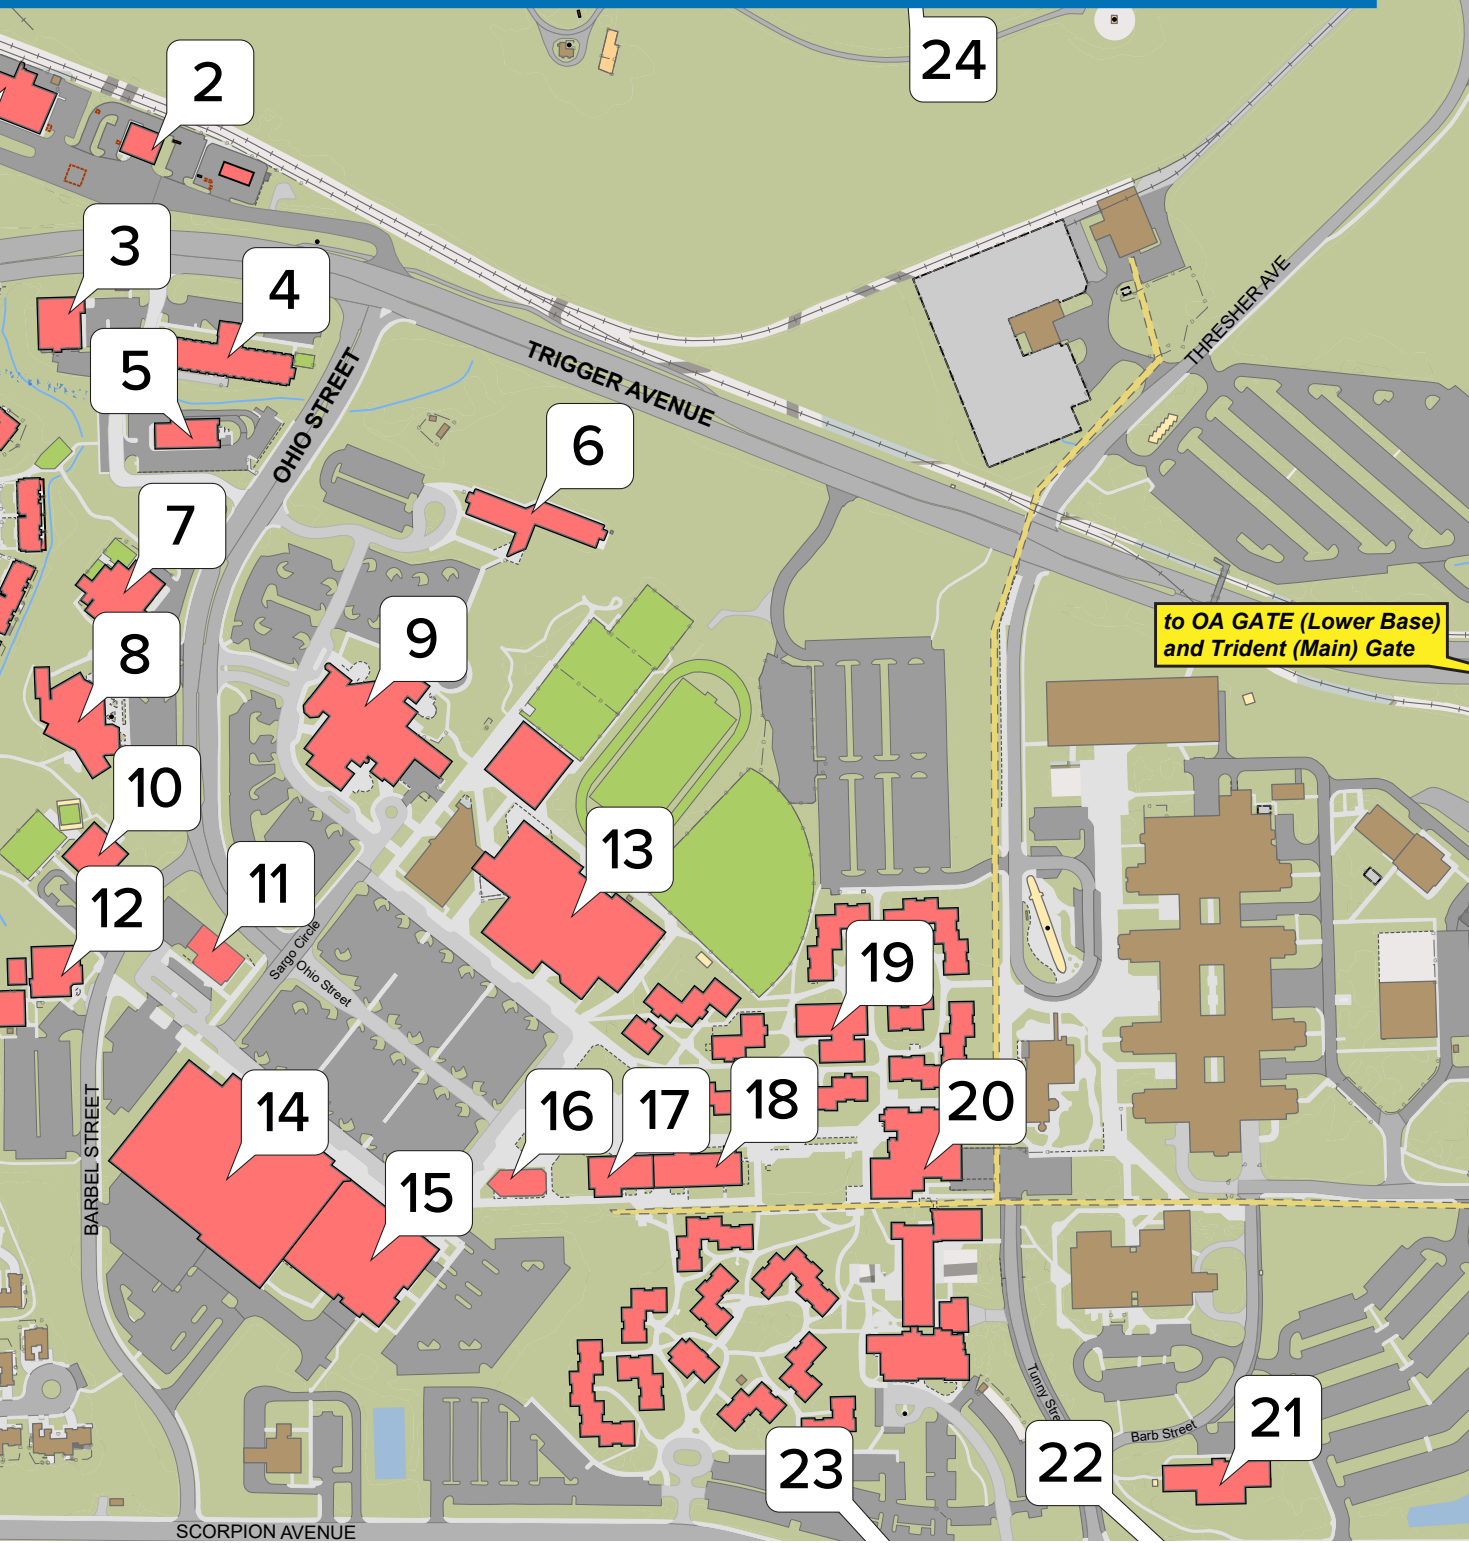 24
2
3
4
THRESHER AVE
5
OHIO STREET
TRIGGER AVENUE
6
7
to OA GATE (Lower Base)
and Trident (Main) Gate
8
9
10
11
13
12
Sargo Circle
Ohio Street
19
BARBEL STREET
14
16
17
18
20
15
Tunny Stre
21
Barb Street
23
22
SCORPION AVENUE